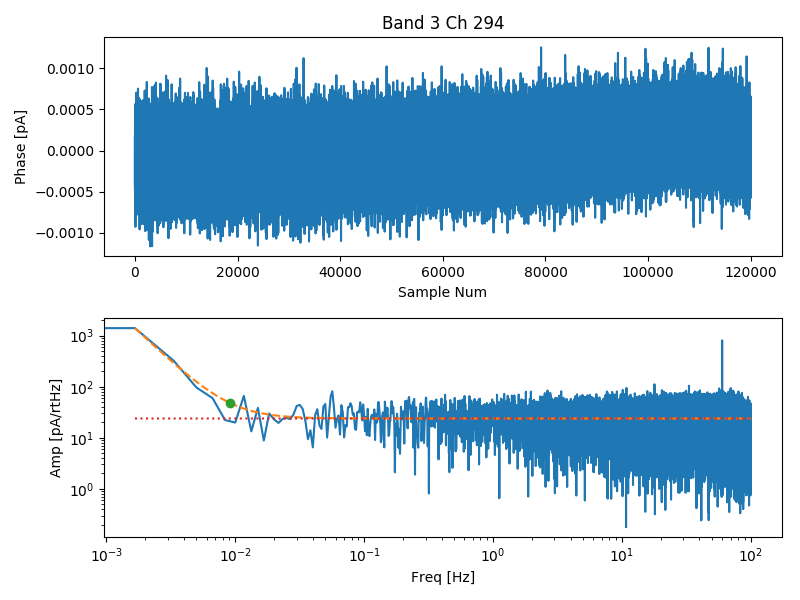 Band 3 Ch 294
0.0010
0.0005
0.0000
−0.0005
−0.0010
Phase [pA]
0 20000 40000 60000 80000 100000 120000
Sample Num
10³
10²
10¹
10⁰
Amp [pA/rtHz]
10⁻³ 10⁻² 10⁻¹ 10⁰ 10¹ 10²
Freq [Hz]